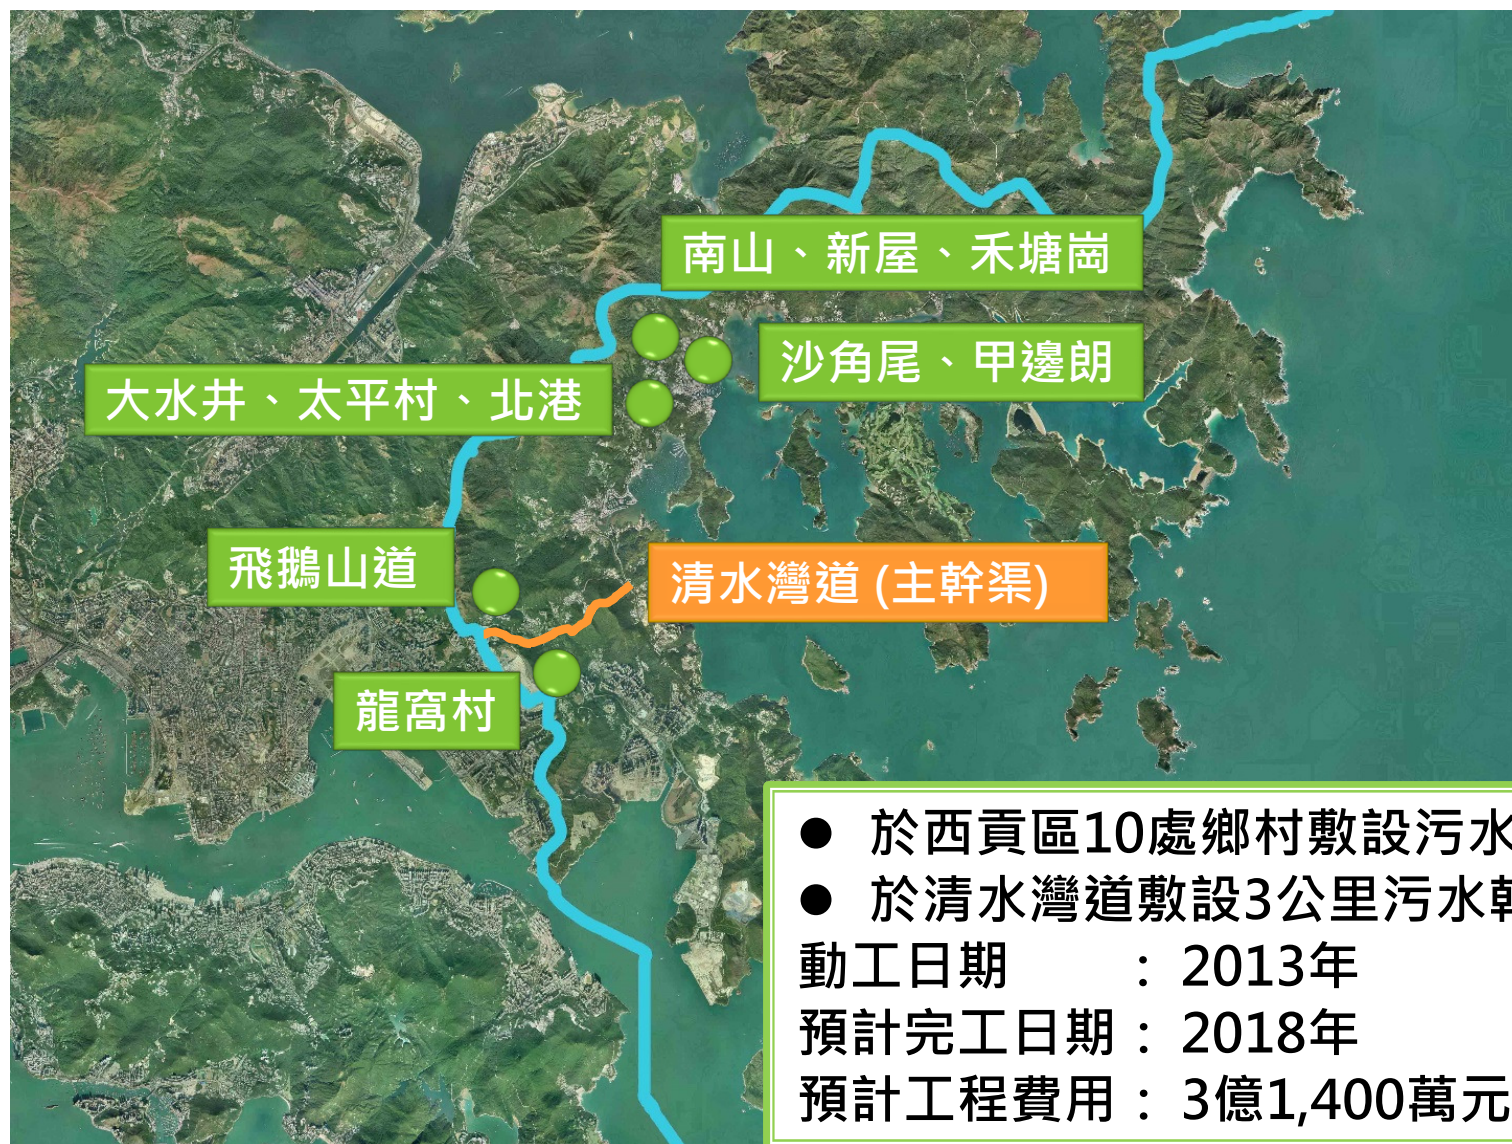 南山、新屋、禾塘崗
沙角尾、甲邊朗
大水井、太平村、北港
飛鵝山道
清水灣道 (主幹渠)
龍窩村
● 於西貢區10處鄉村敷設污水
● 於清水灣道敷設3公里污水幹
動工日期 : 2013年
預計完工日期 : 2018年
預計工程費用 : 3億1,400萬元